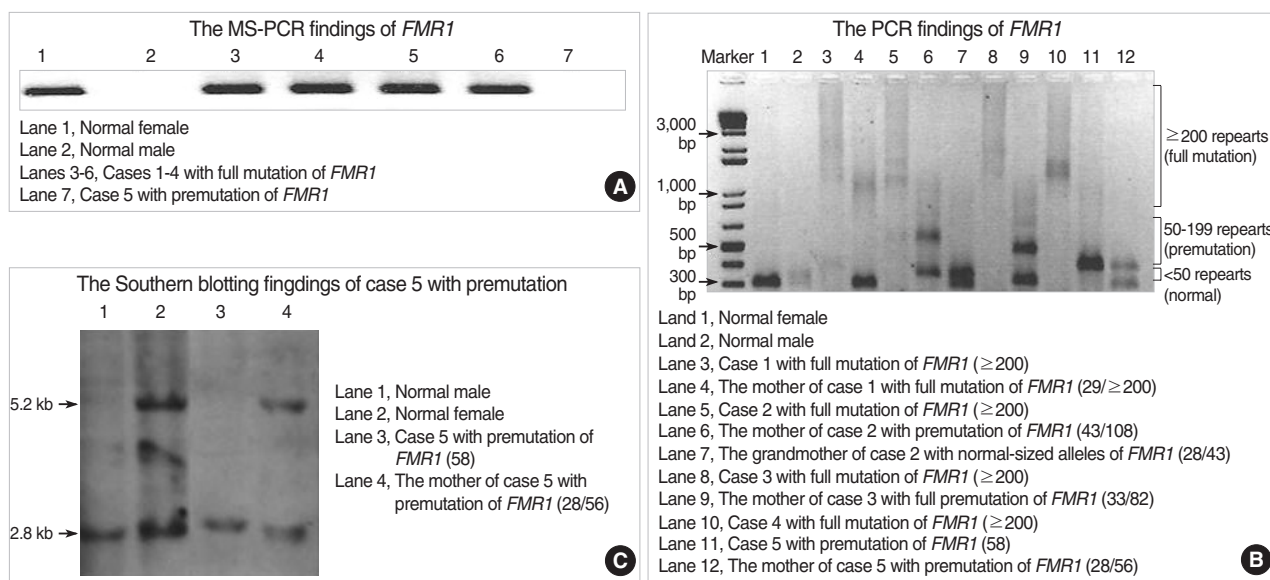 The MS-PCR findings of FMR1
1 2 3 4 5 6 7
Lane 1, Normal female
Lane 2, Normal male
Lanes 3-6, Cases 1-4 with full mutation of FMR1
Lane 7, Case 5 with premutation of FMR1
A
The Southern blotting fingdings of case 5 with premutation
1 2 3 4
5.2 kb
2.8 kb
Lane 1, Normal male
Lane 2, Normal female
Lane 3, Case 5 with premutation of
FMR1 (58)
Lane 4, The mother of case 5 with
premutation of FMR1 (28/56)
C
The PCR findings of FMR1
Marker 1 2 3 4 5 6 7 8 9 10 11 12
3,000
bp
1,000
bp
500
bp
300
bp
≥200 repearts
(full mutation)
50-199 repearts
(premutation)
<50 repearts
(normal)
Land 1, Normal female
Land 2, Normal male
Lane 3, Case 1 with full mutation of FMR1 (≥200)
Lane 4, The mother of case 1 with full mutation of FMR1 (29/≥200)
Lane 5, Case 2 with full mutation of FMR1 (≥200)
Lane 6, The mother of case 2 with premutation of FMR1 (43/108)
Lane 7, The grandmother of case 2 with normal-sized alleles of FMR1 (28/43)
Lane 8, Case 3 with full mutation of FMR1 (≥200)
Lane 9, The mother of case 3 with full premutation of FMR1 (33/82)
Lane 10, Case 4 with full mutation of FMR1 (≥200)
Lane 11, Case 5 with premutation of FMR1 (58)
Lane 12, The mother of case 5 with premutation of FMR1 (28/56)
B